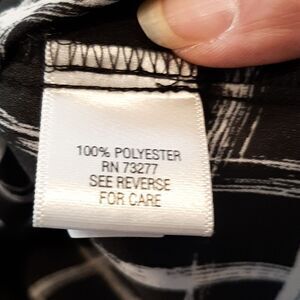 100% POLYESTER
RN 73277
SEE REVERSE
FOR CARE